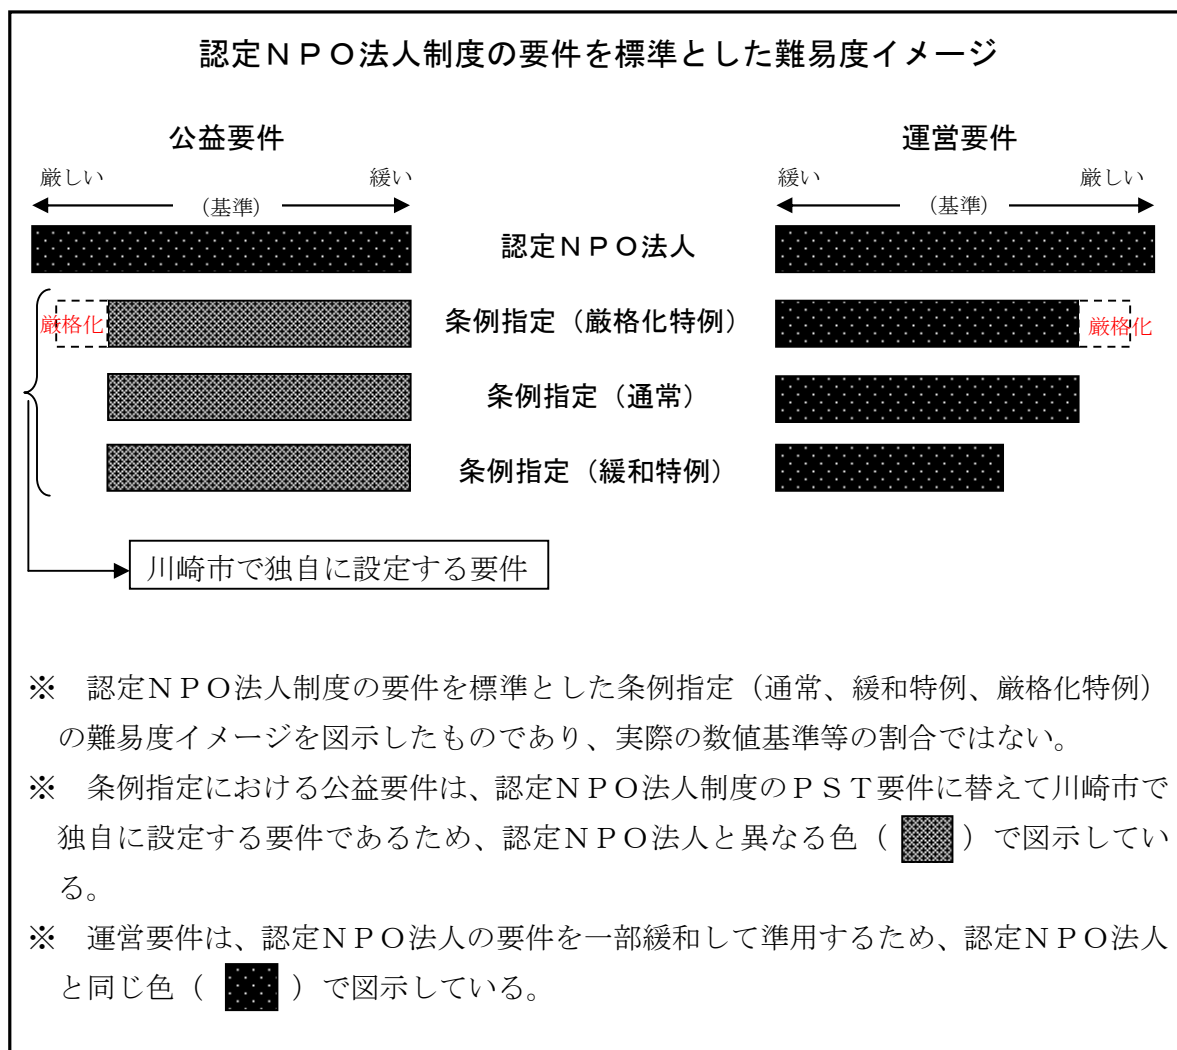 認定ＮＰＯ法人制度の要件を標準とした難易度イメージ
公益要件
運営要件
厳しい
緩い
緩い
厳しい
（基準）
（基準）
認定ＮＰＯ法人
厳格化
条例指定（厳格化特例）
厳格化
条例指定（通常）
条例指定（緩和特例）
川崎市で独自に設定する要件
※　認定ＮＰＯ法人制度の要件を標準とした条例指定（通常、緩和特例、厳格化特例）
の難易度イメージを図示したものであり、実際の数値基準等の割合ではない。
※　条例指定における公益要件は、認定ＮＰＯ法人制度のＰＳＴ要件に替えて川崎市で
独自に設定する要件であるため、認定ＮＰＯ法人と異なる色（　）で図示してい
る。
※　運営要件は、認定ＮＰＯ法人の要件を一部緩和して準用するため、認定ＮＰＯ法人
と同じ色（　）で図示している。